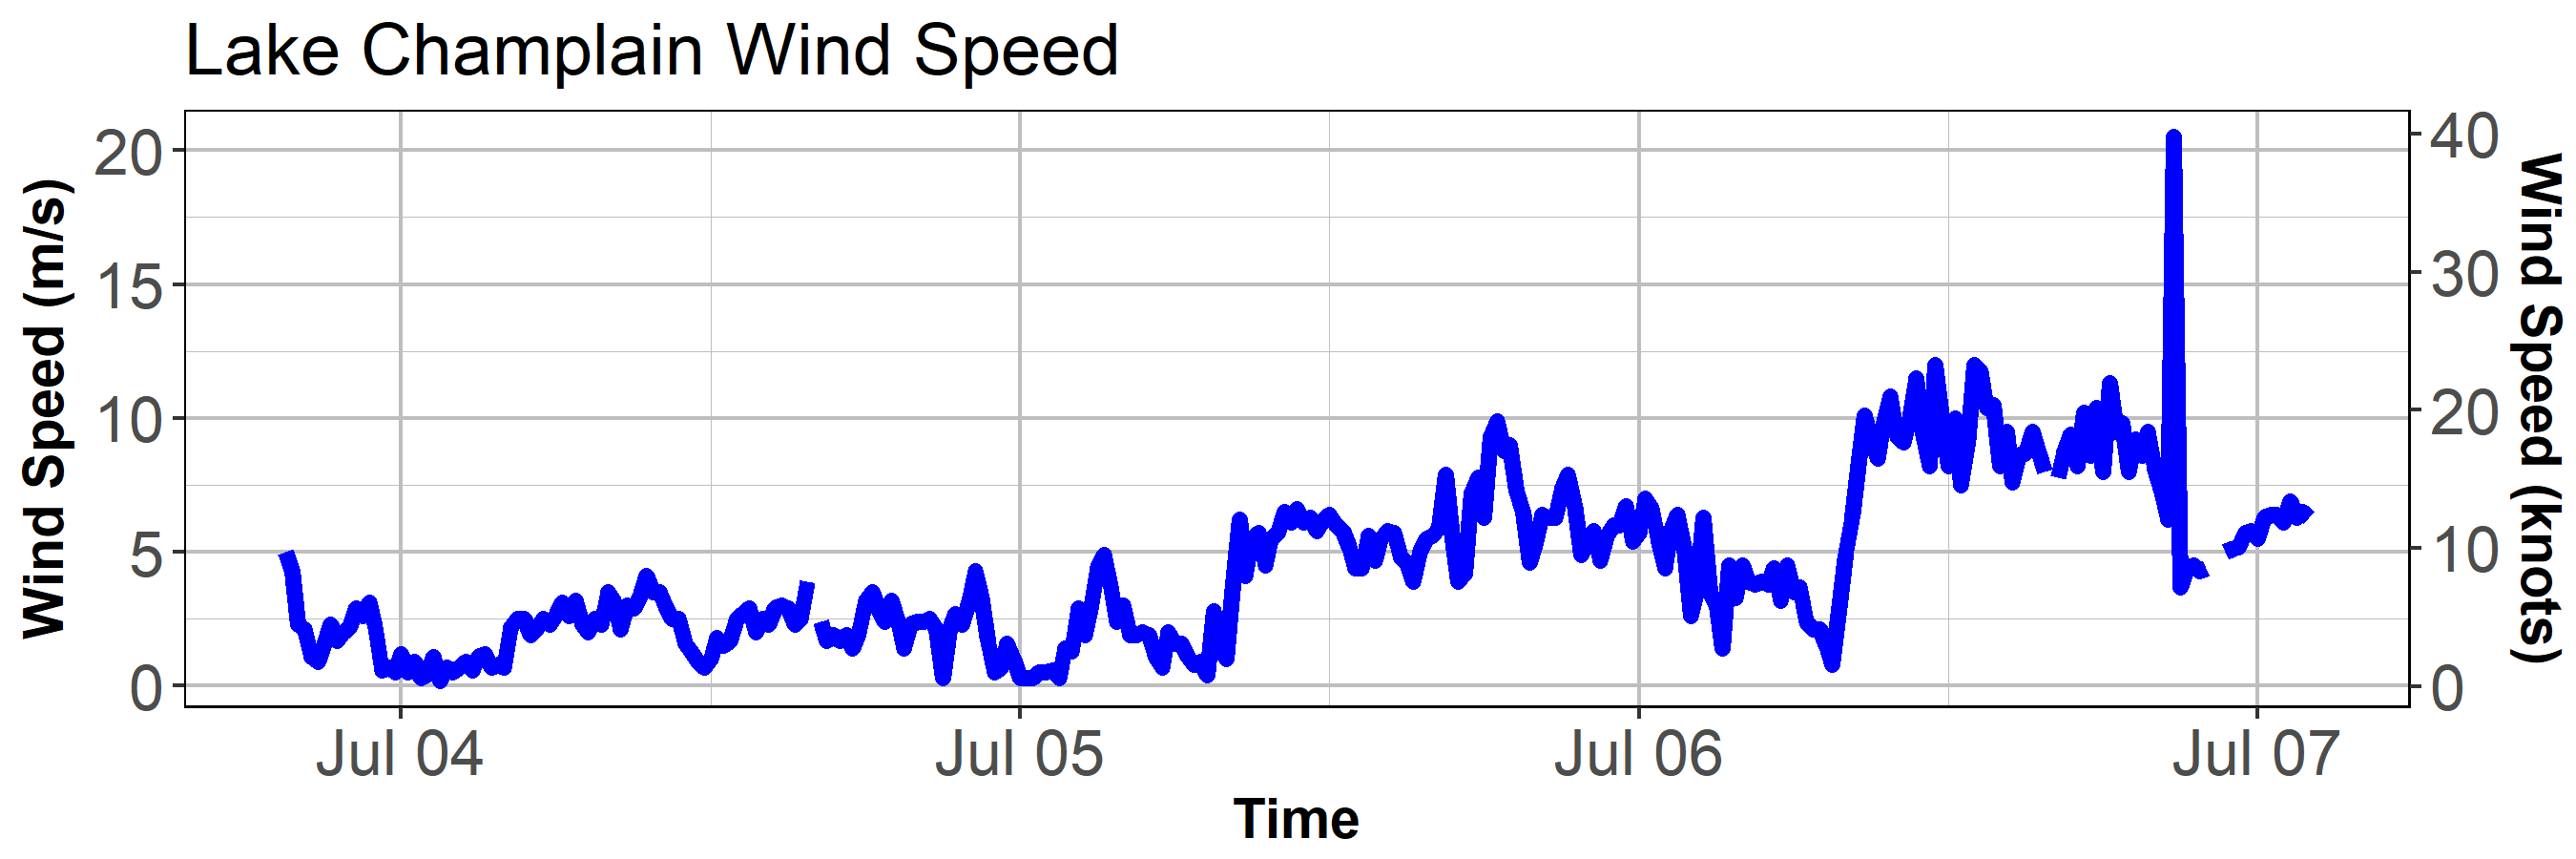 Lake Champlain Wind Speed
Wind Speed (m/s)
20
15
10
5
0
40
30
20
10
0
Wind Speed (knots)
Jul 04 Jul 05 Jul 06 Jul 07
Time